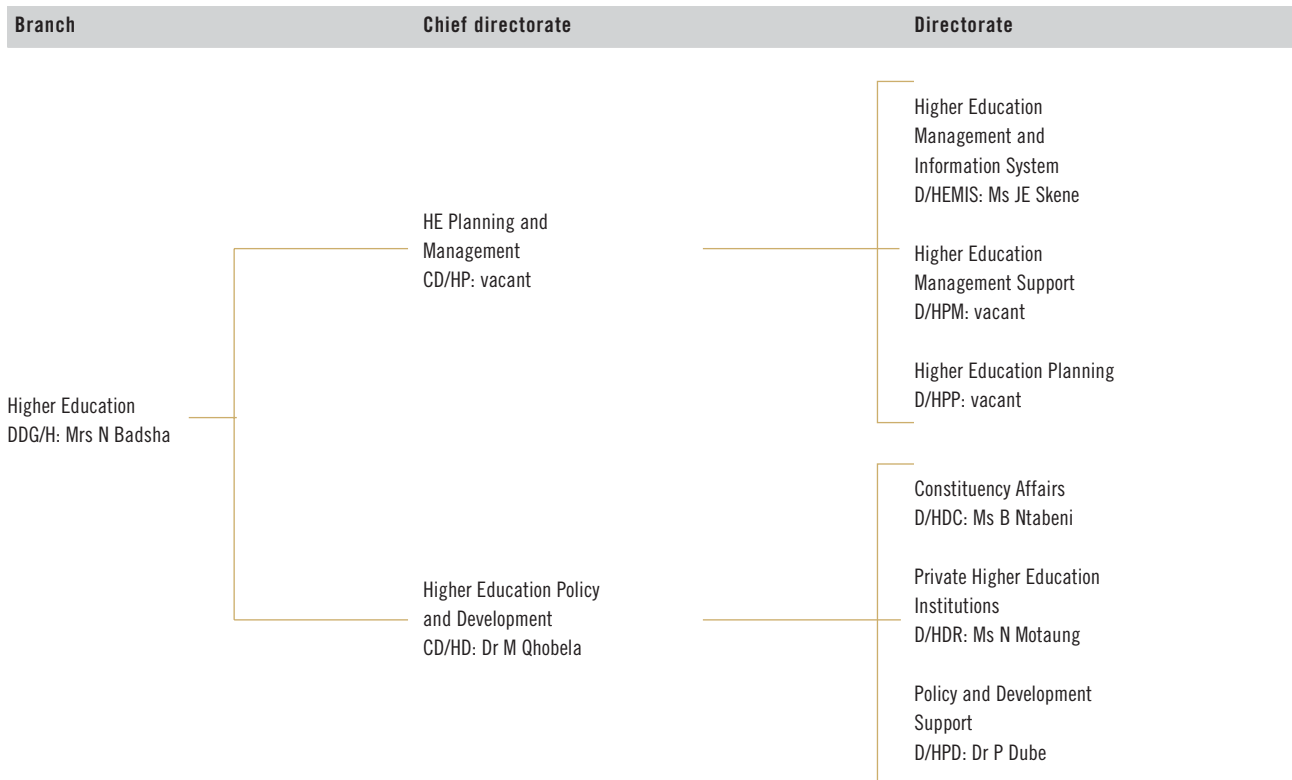 Branch Chief directorate Directorate
Higher Education
Management and
Information System
D/HEMIS: Ms JE Skene
HE Planning and
Management
CD/HP: vacant
Higher Education
Management Support
D/HPM: vacant
Higher Education Planning
D/HPP: vacant
Higher Education
DDG/H: Mrs N Badsha
Constituency Affairs
D/HDC: Ms B Ntabeni
Higher Education Policy
and Development
CD/HD: Dr M Qhobela
Private Higher Education
Institutions
D/HDR: Ms N Motaung
Policy and Development
Support
D/HPD: Dr P Dube